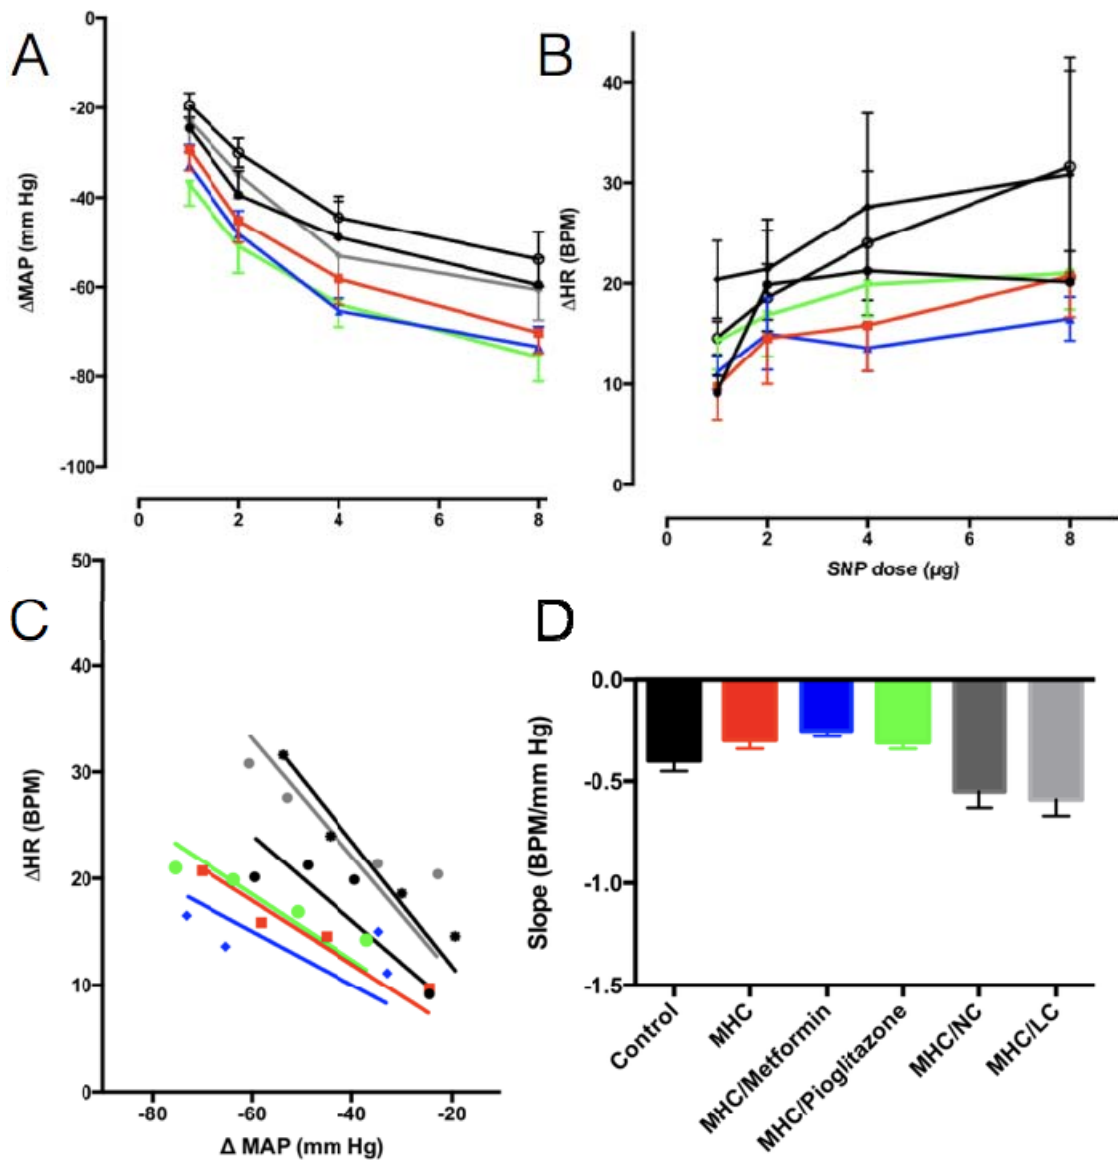 A
0
-20
-40
-60
-80
-100
ΔMAP (mm Hg)
0 2 4 6 8
B
40
30
20
10
0
ΔHR (BPM)
0 2 4 6 8
SNP dose (µg)
C
50
40
30
20
10
0
ΔHR (BPM)
-80 -60 -40 -20
Δ MAP (mm Hg)
D
0.0
-0.5
-1.0
-1.5
Slope (BPM/mm Hg)
Control
MHC
MHC/Metformin
MHC/Pioglitazone
MHC/NC
MHC/LC